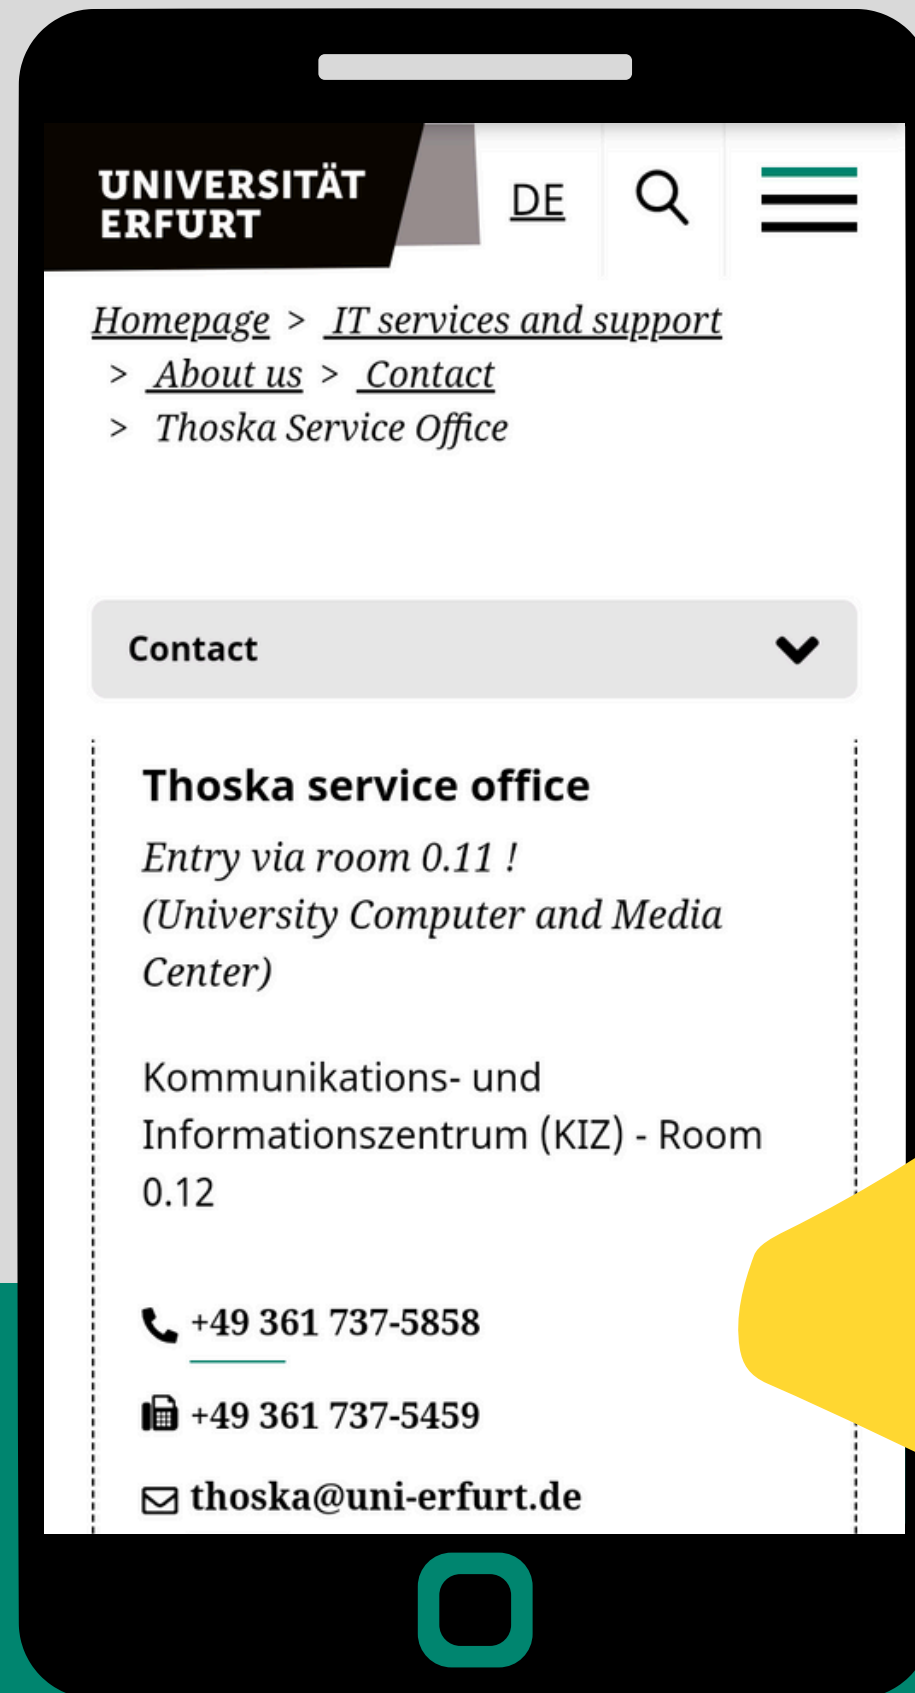 UNIVERSITÄT
ERFURT
DE
Homepage > IT services and support
> About us > Contact
> Thoska Service Office
Contact
Thoska service office
Entry via room 0.11 !
(University Computer and Media
Center)
Kommunikations- und
Informationszentrum (KIZ) - Room
0.12
+49 361 737-5858
+49 361 737-5459
thoska@uni-erfurt.de